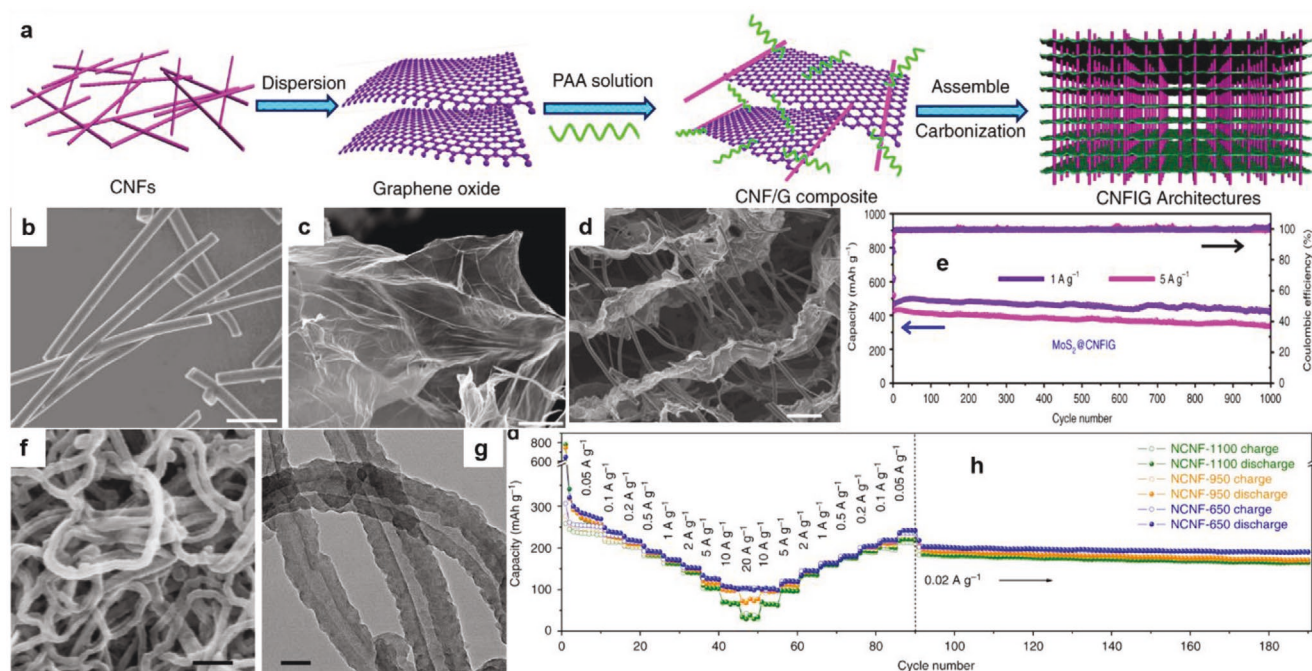 a
Dispersion
PAA solution
Assemble
Carbonization
CNFs
Graphene oxide
CNF/G composite
CNFIG Architectures
b
c
d
e
900
800
700
600
500
400
300
200
100
0
Capacity (mAh g⁻¹)
1 A g⁻¹
5 A g⁻¹
MoS₂@CNFIG
100
80
60
40
20
0
Coulombic efficiency (%)
0 100 200 300 400 500 600 700 800 900 1000
Cycle number
f
g
d
h
800
600
300
200
100
0
Capacity (mAh g⁻¹)
0.05 A g⁻¹
0.1 A g⁻¹
0.2 A g⁻¹
0.5 A g⁻¹
1 A g⁻¹
2 A g⁻¹
5 A g⁻¹
10 A g⁻¹
20 A g⁻¹
10 A g⁻¹
5 A g⁻¹
2 A g⁻¹
1 A g⁻¹
0.5 A g⁻¹
0.2 A g⁻¹
0.1 A g⁻¹
0.05 A g⁻¹
NCNF-1100 charge
NCNF-1100 discharge
NCNF-950 charge
NCNF-950 discharge
NCNF-650 charge
NCNF-650 discharge
0.02 A g⁻¹
0 20 40 60 80 100 120 140 160 180
Cycle number